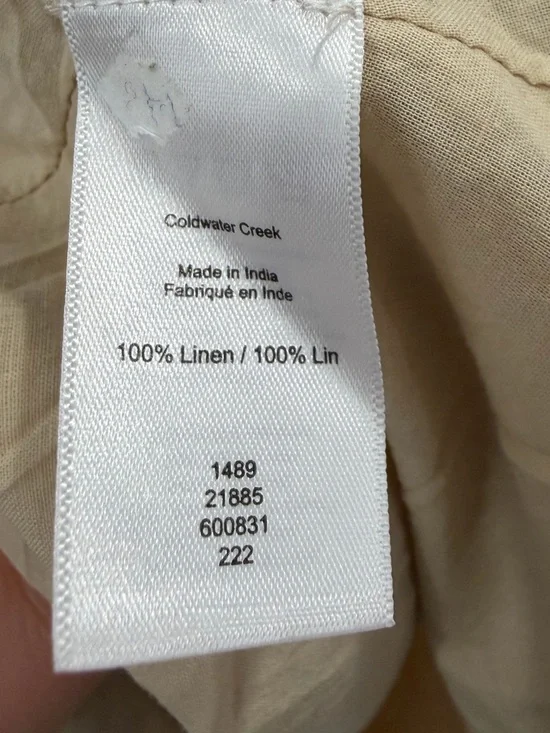 Coldwater Creek
Made in India
Fabriqué en Inde
100% Linen / 100% Lin
1489
21885
600831
222